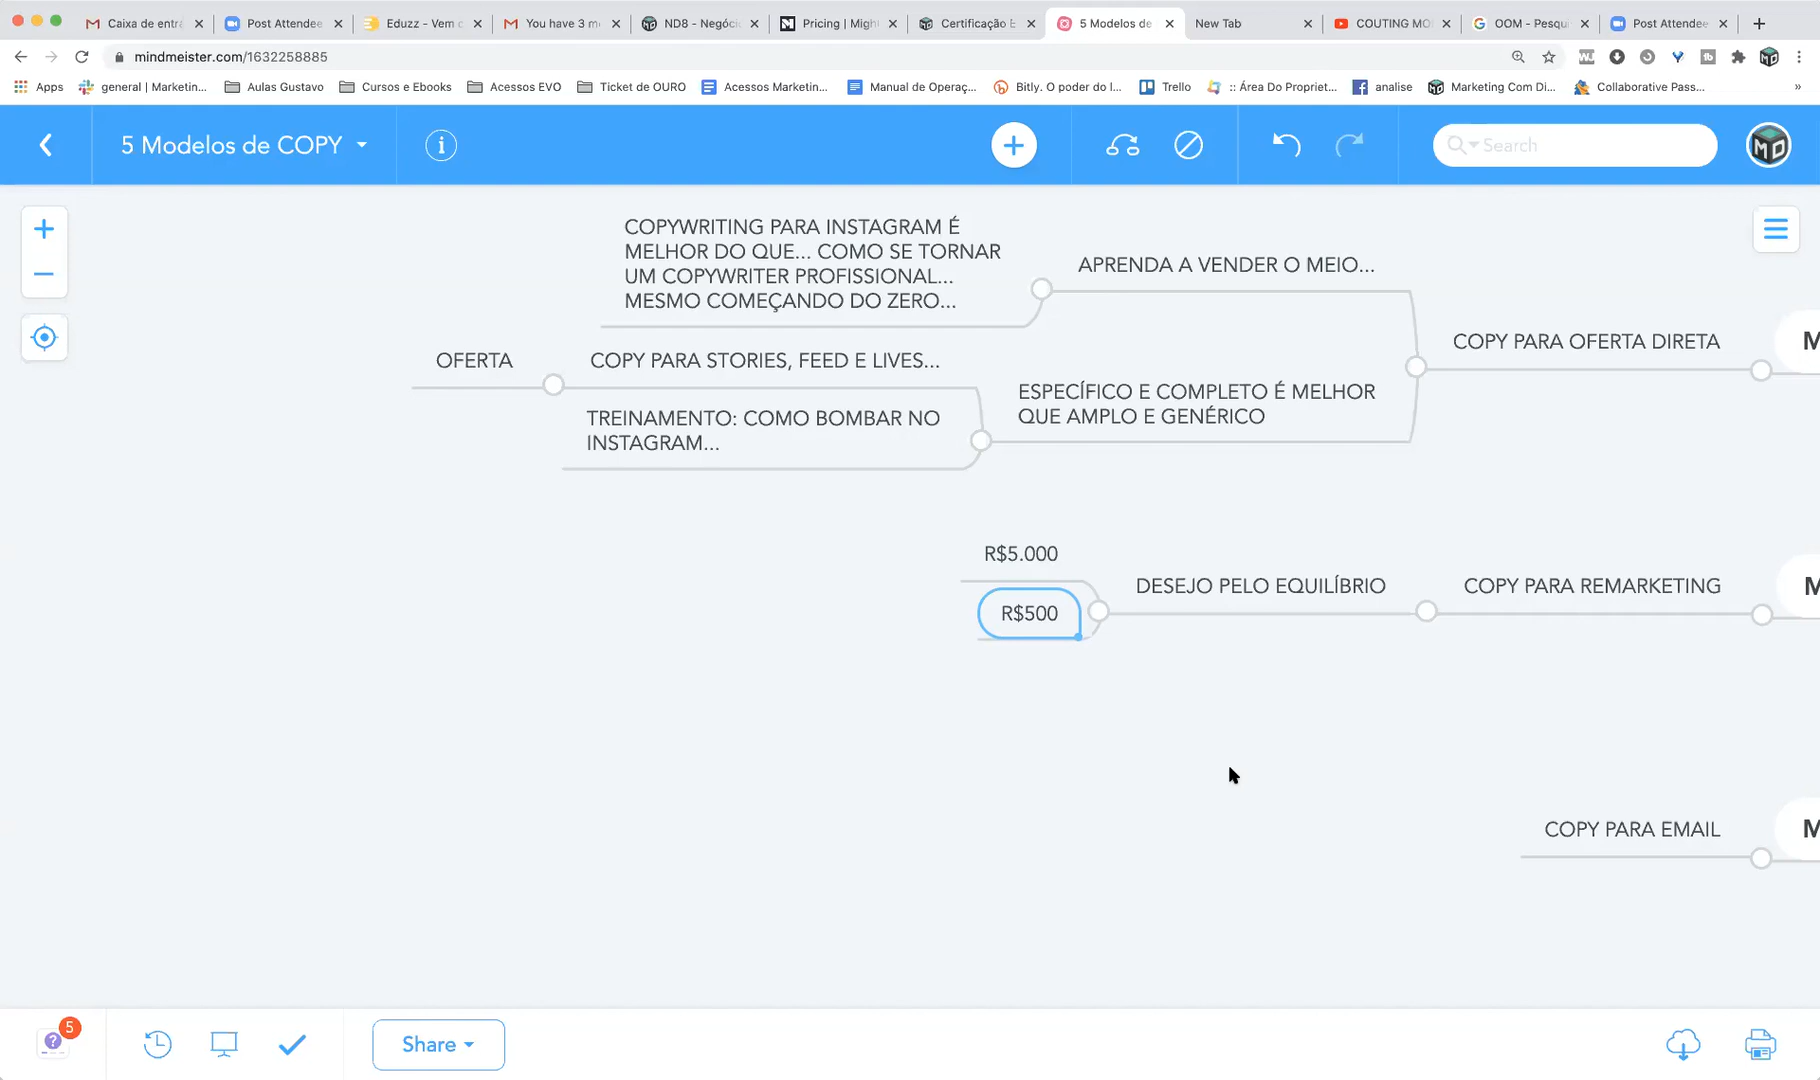 Caixa de entra
Post Attendee
Eduzz - Vem c
You have 3 me
ND8 - Negóci
Pricing | Migh
Certificação E
5 Modelos de
New Tab
COUTING MO
OOM - Pesqu
Post Attendee
mindmeister.com/1632258885
Apps
general | Marketin...
Aulas Gustavo
Cursos e Ebooks
Acessos EVO
Ticket de OURO
Acessos Marketin...
Manual de Operaç...
Bitly. O poder do l...
Trello
:: Área Do Propriet...
analise
Marketing Com Di...
Collaborative Pass...
»
5 Modelos de COPY
Search
MD
COPYWRITING PARA INSTAGRAM É
MELHOR DO QUE... COMO SE TORNAR
UM COPYWRITER PROFISSIONAL...
MESMO COMEÇANDO DO ZERO...
APRENDA A VENDER O MEIO...
COPY PARA OFERTA DIRETA
M
OFERTA
COPY PARA STORIES, FEED E LIVES...
ESPECÍFICO E COMPLETO É MELHOR
QUE AMPLO E GENÉRICO
TREINAMENTO: COMO BOMBAR NO
INSTAGRAM...
R$5.000
R$500
DESEJO PELO EQUILÍBRIO
COPY PARA REMARKETING
M
COPY PARA EMAIL
M
5
Share